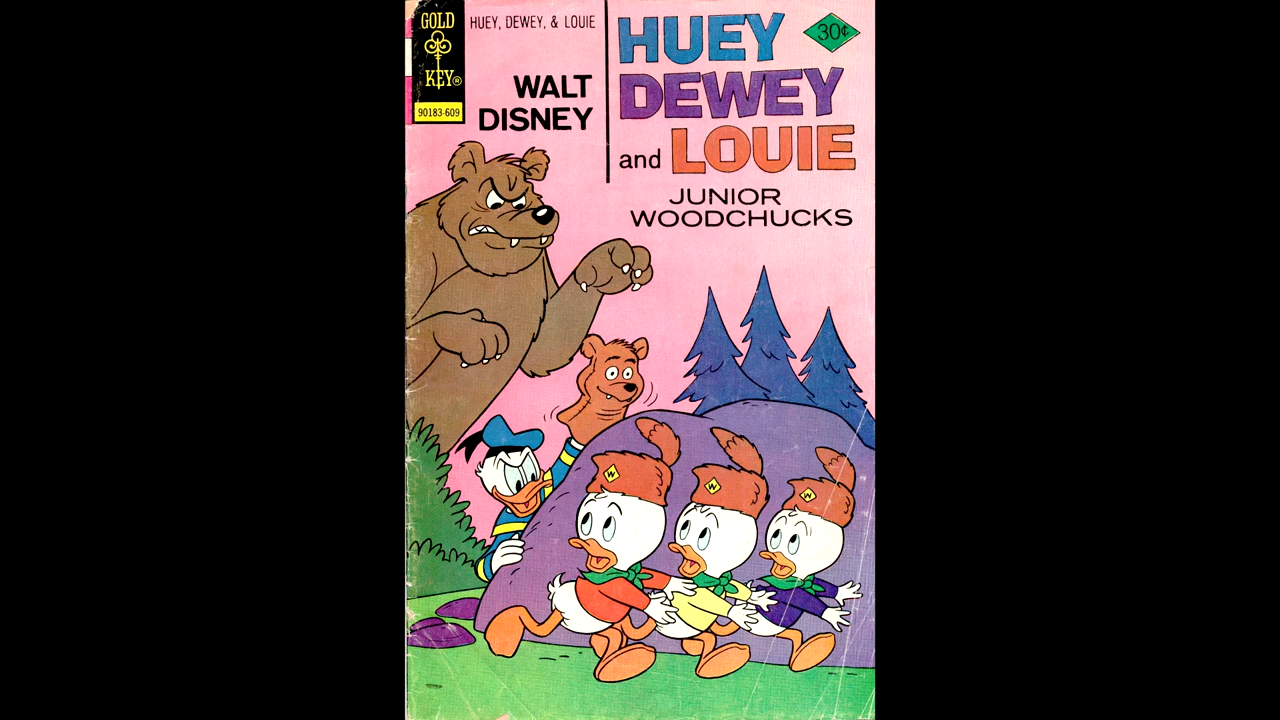 GOLD
KEY®
90183-609
HUEY, DEWEY, & LOUIE
WALT
DISNEY
HUEY
DEWEY
and LOUIE
30¢
JUNIOR
WOODCHUCKS
W
W
W